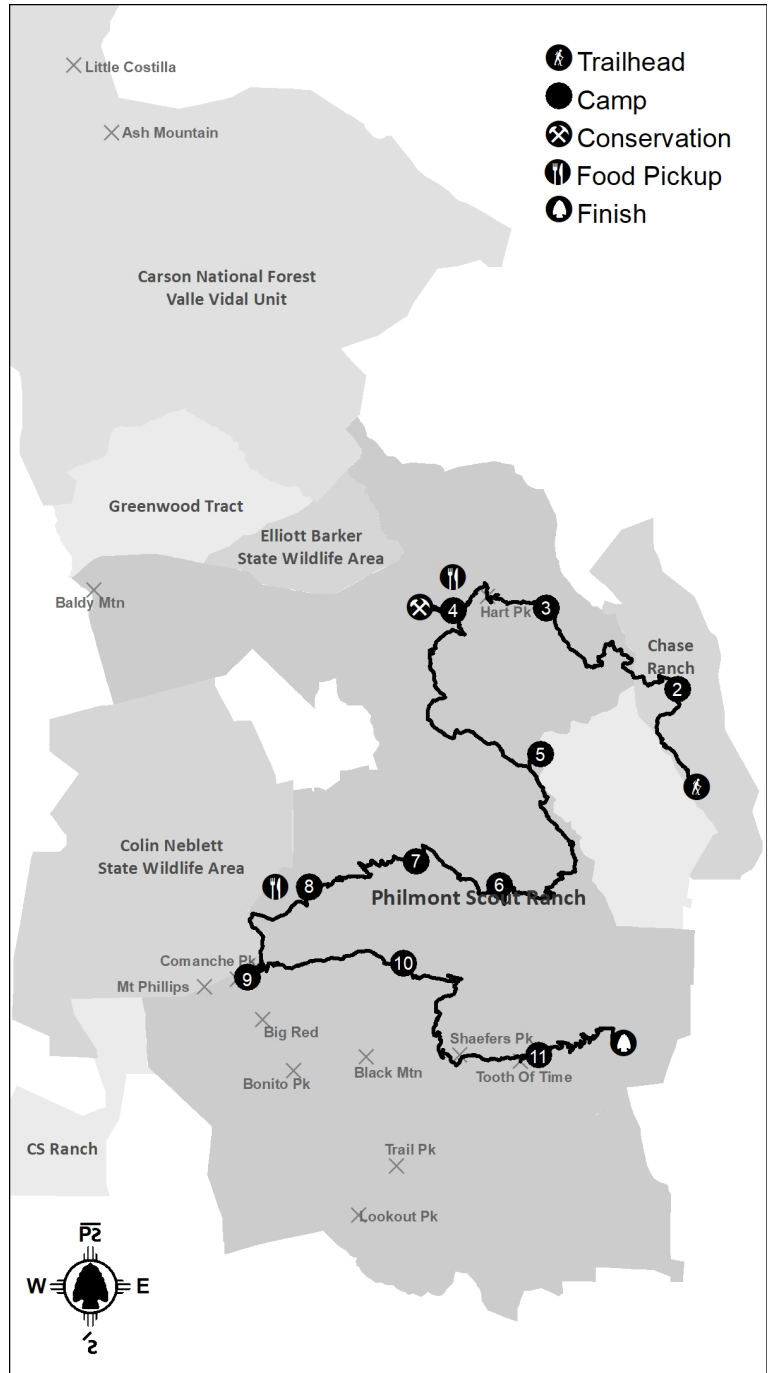 Little Costilla
Ash Mountain
Trailhead
Camp
Conservation
Food Pickup
Finish
Carson National Forest
Valle Vidal Unit
Greenwood Tract
Elliott Barker
State Wildlife Area
Baldy Mtn
4
Hart Pk
3
Chase
Ranch
2
5
Colin Neblett
State Wildlife Area
7
8
6
Philmont Scout Ranch
Comanche Pk
9
10
Mt Phillips
Big Red
Shaefers Pk
11
Black Mtn
Tooth Of Time
Bonito Pk
CS Ranch
Trail Pk
Lookout Pk
W
E